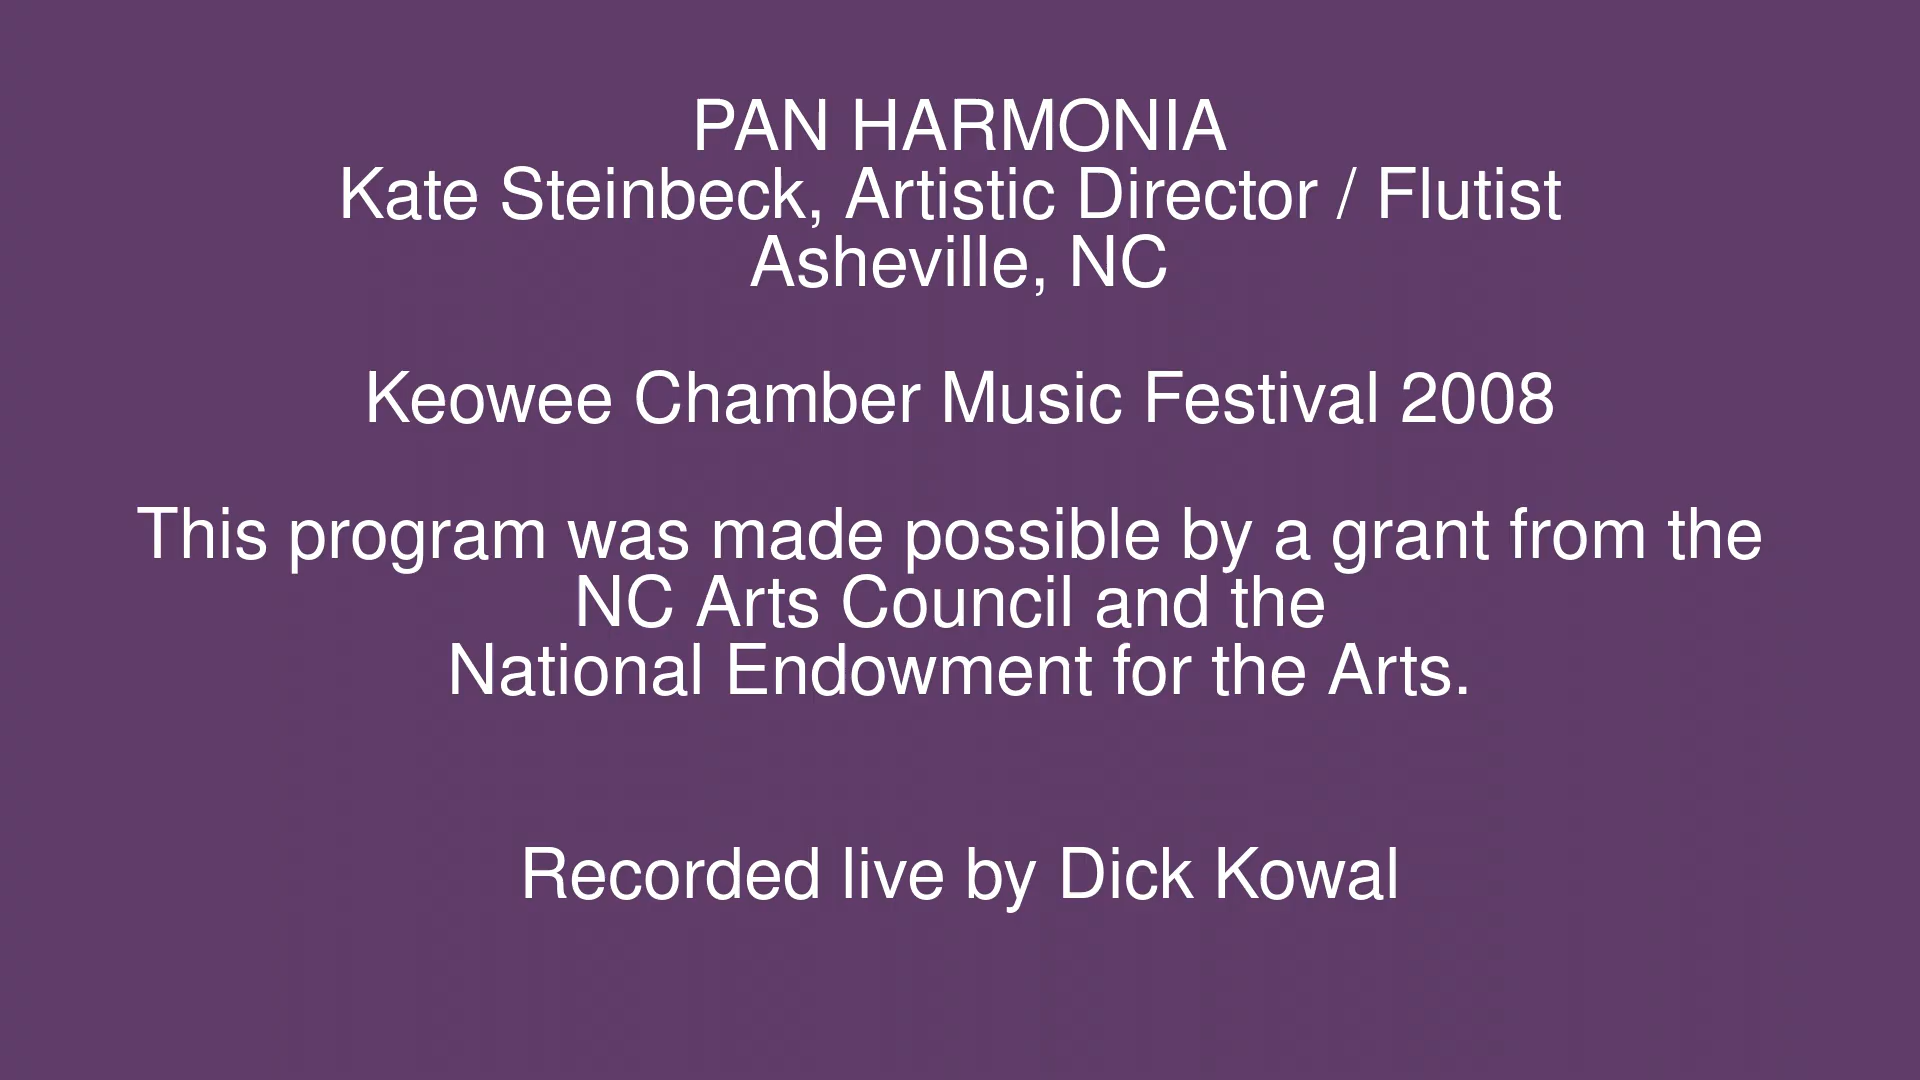 PAN HARMONIA
Kate Steinbeck, Artistic Director / Flutist
Asheville, NC
Keowee Chamber Music Festival 2008
This program was made possible by a grant from the
NC Arts Council and the
National Endowment for the Arts.
Recorded live by Dick Kowal